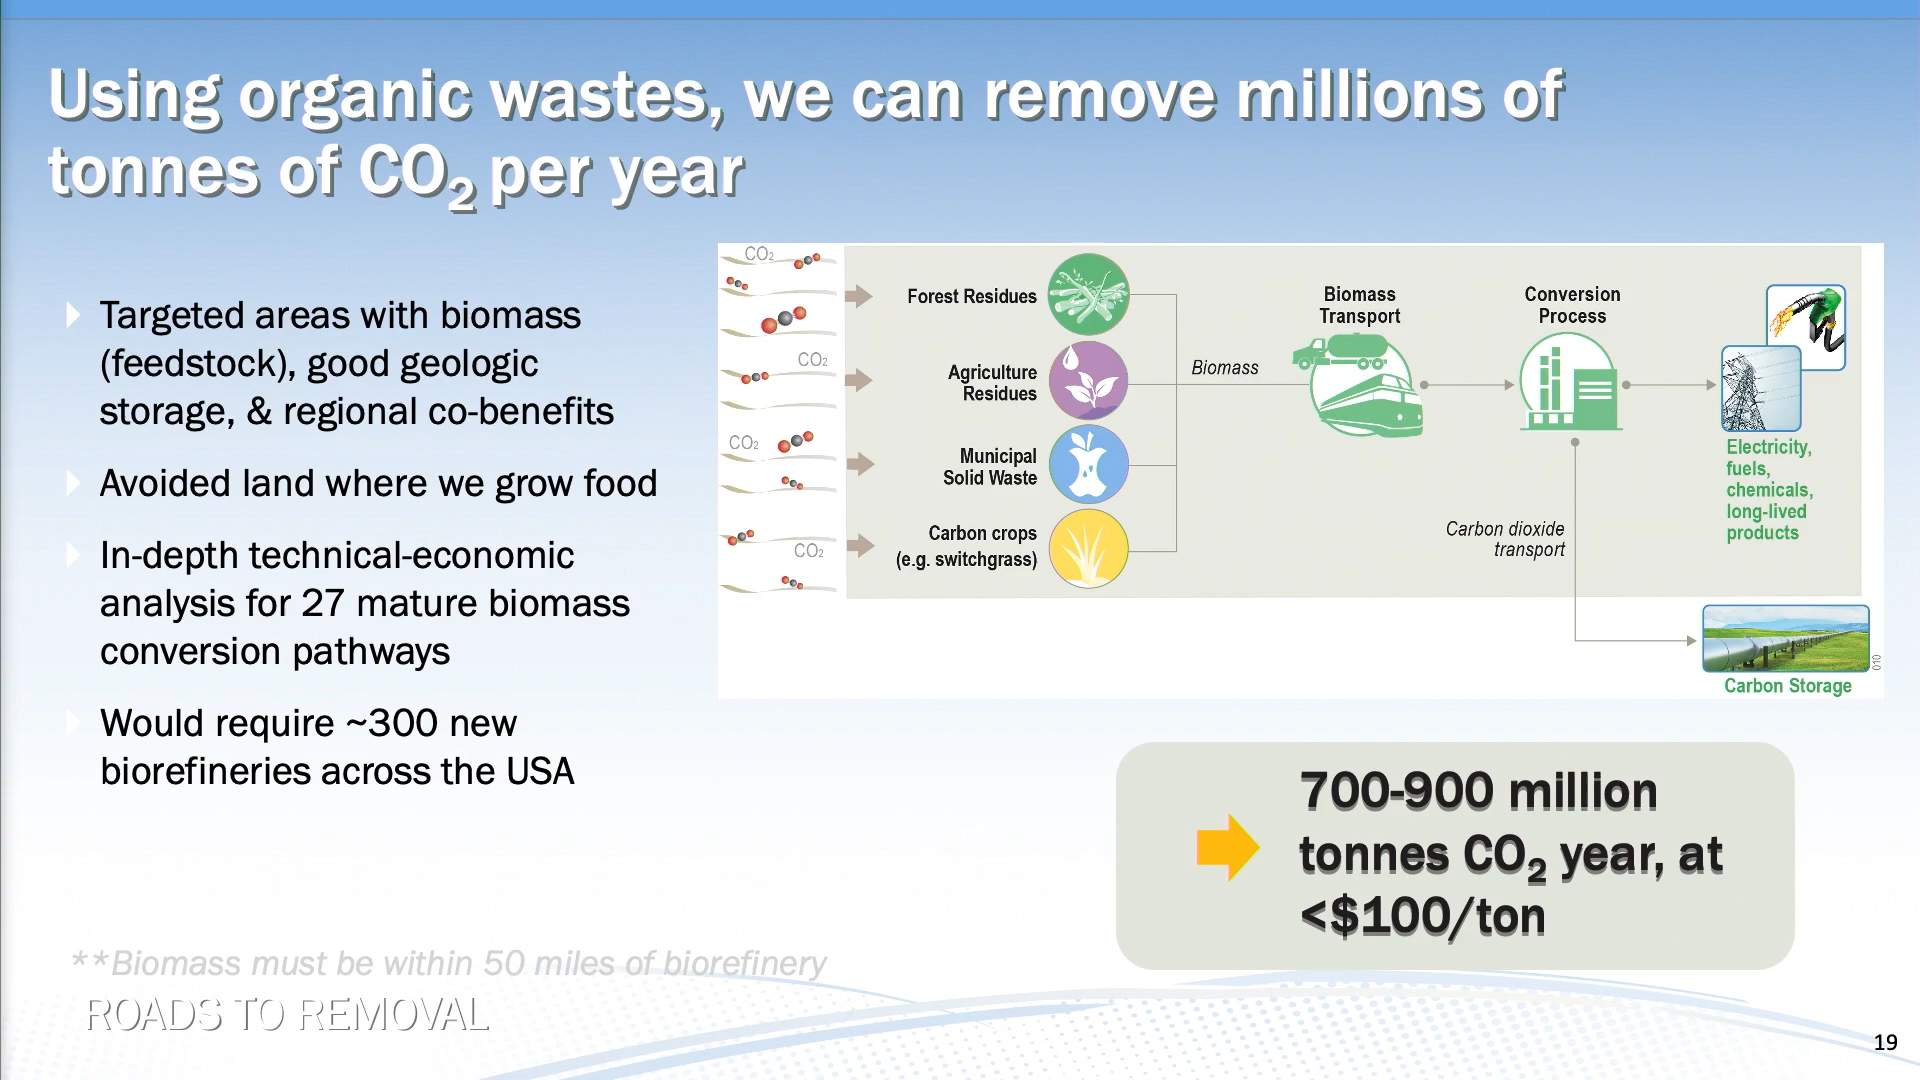 Using organic wastes, we can remove millions of
tonnes of CO₂ per year
Targeted areas with biomass
(feedstock), good geologic
storage, & regional co-benefits
Avoided land where we grow food
In-depth technical-economic
analysis for 27 mature biomass
conversion pathways
Would require ~300 new
biorefineries across the USA
**Biomass must be within 50 miles of biorefinery
ROADS TO REMOVAL
CO₂
CO₂
CO₂
CO₂
Forest Residues
Agriculture
Residues
Municipal
Solid Waste
Carbon crops
(e.g. switchgrass)
Biomass
Biomass
Transport
Conversion
Process
Electricity,
fuels,
chemicals,
long-lived
products
Carbon dioxide
transport
Carbon Storage
010
700-900 million
tonnes CO₂ year, at
<$100/ton
19